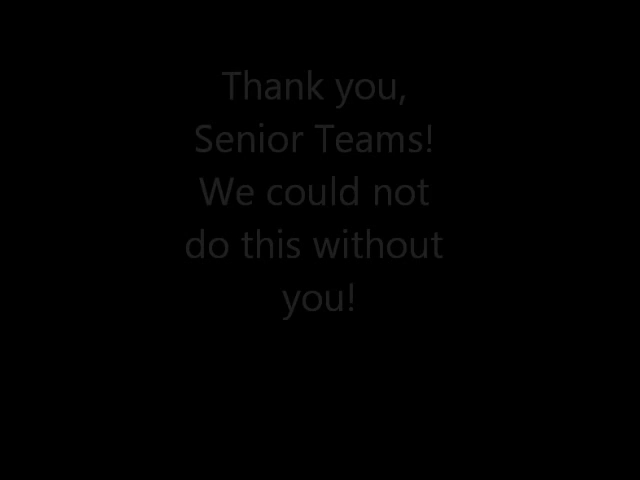 Thank you,
Senior Teams!
We could not
do this without
you!